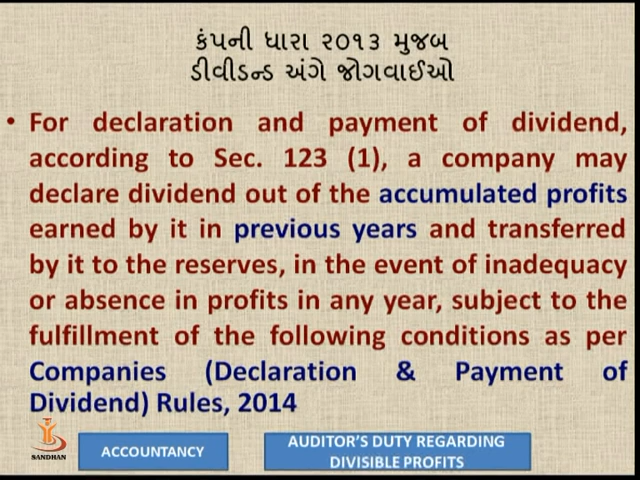 કંપની ધારા ૨૦૧૩ મુજબ
ડીવીડન્ડ અંગે જોગવાઈઓ
• For declaration and payment of dividend,
according to Sec. 123 (1), a company may
declare dividend out of the accumulated profits
earned by it in previous years and transferred
by it to the reserves, in the event of inadequacy
or absence in profits in any year, subject to the
fulfillment of the following conditions as per
Companies (Declaration & Payment of
Dividend) Rules, 2014
SANDHAN
ACCOUNTANCY
AUDITOR'S DUTY REGARDING
DIVISIBLE PROFITS